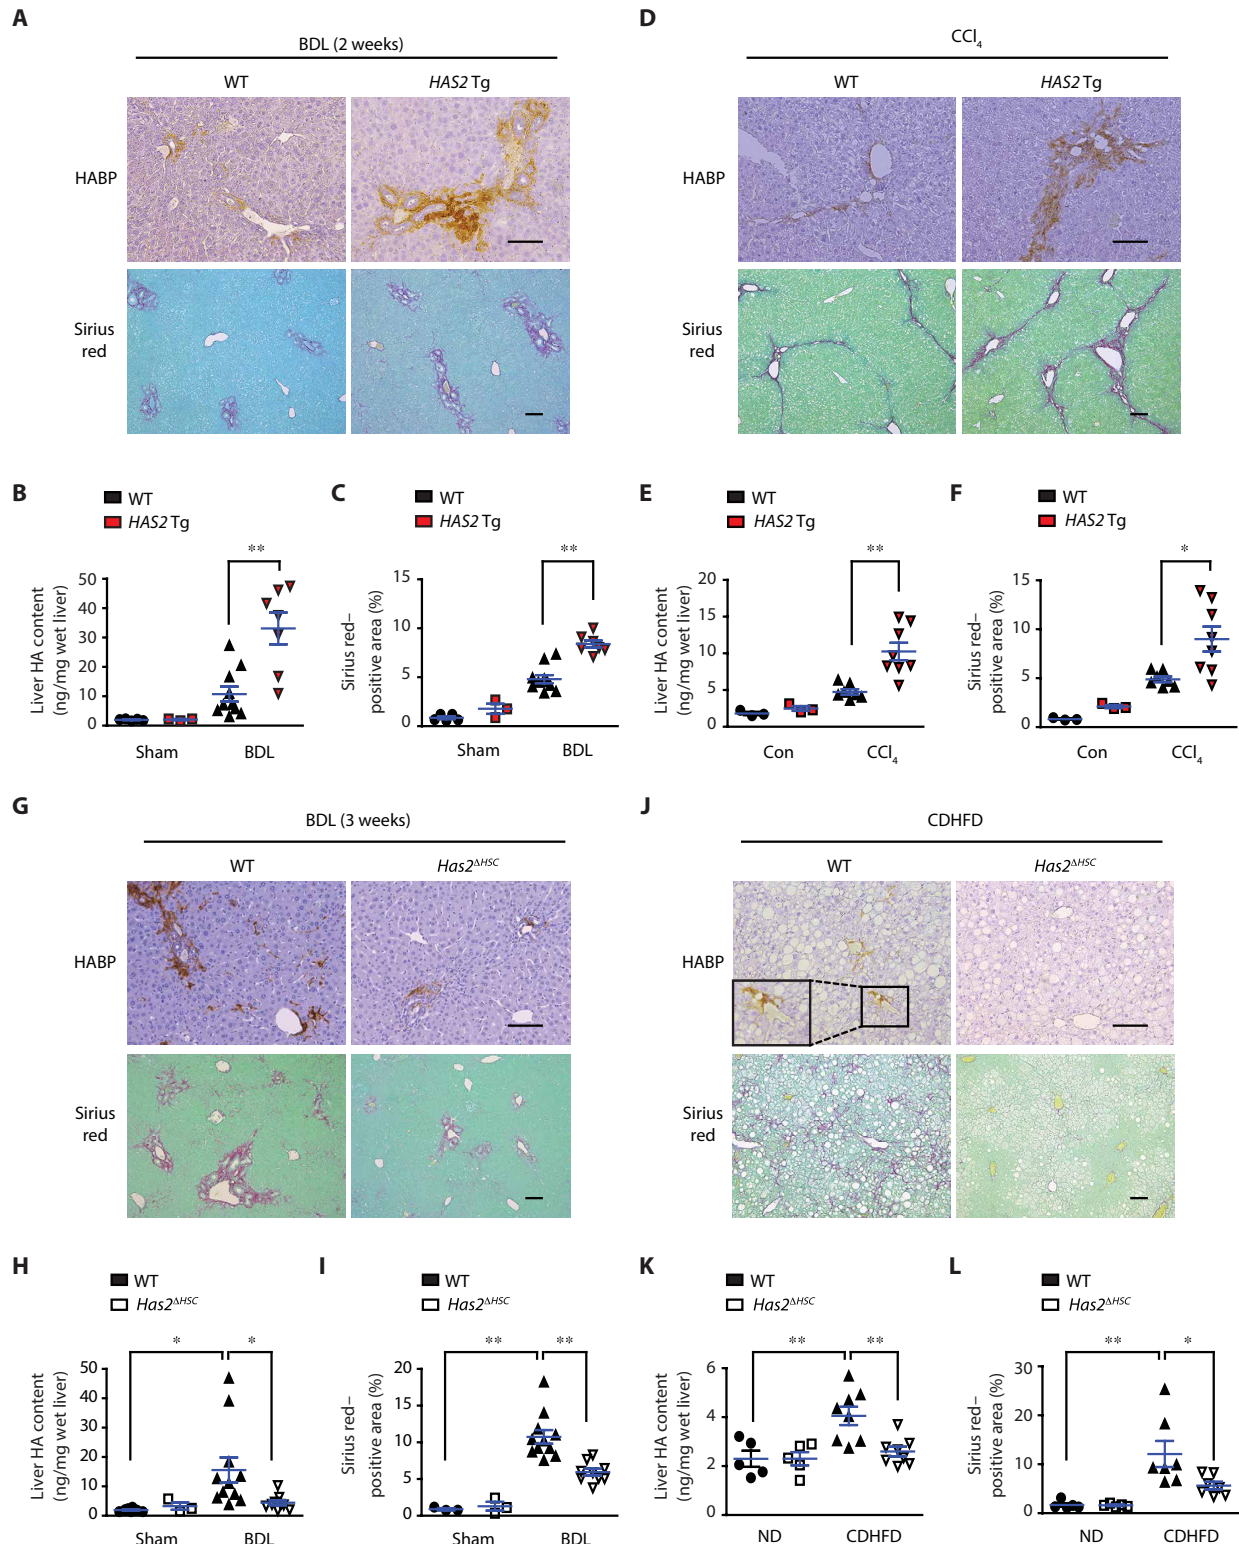 A
BDL (2 weeks)
WT
HAS2 Tg
HABP
Sirius
red
D
CCl4
WT
HAS2 Tg
HABP
Sirius
red
B
WT
HAS2 Tg
**
Liver HA content
(ng/mg wet liver)
50
40
30
20
10
0
Sham
BDL
C
WT
HAS2 Tg
**
Sirius red–
positive area (%)
15
10
5
0
Sham
BDL
E
WT
HAS2 Tg
**
Liver HA content
(ng/mg wet liver)
20
15
10
5
0
Con
CCl4
F
WT
HAS2 Tg
*
Sirius red–
positive area (%)
15
10
5
0
Con
CCl4
G
BDL (3 weeks)
WT
Has2ΔHSC
HABP
Sirius
red
J
CDHFD
WT
Has2ΔHSC
HABP
Sirius
red
H
WT
Has2ΔHSC
*
*
Liver HA content
(ng/mg wet liver)
50
40
30
20
10
0
Sham
BDL
I
WT
Has2ΔHSC
**
**
Sirius red–
positive area (%)
20
15
10
5
0
Sham
BDL
K
WT
Has2ΔHSC
**
**
Liver HA content
(ng/mg wet liver)
6
4
2
0
ND
CDHFD
L
WT
Has2ΔHSC
**
*
Sirius red–
positive area (%)
30
20
10
0
ND
CDHFD